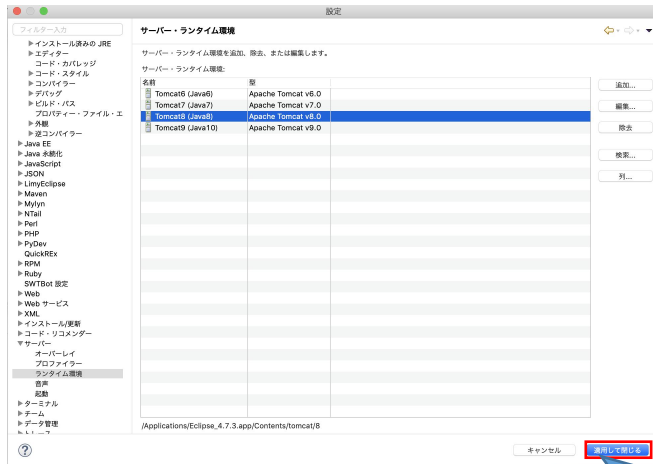 設定
フィルター入力
サーバー・ランタイム環境
▶インストール済みの JRE
▶エディター
コード・カバレッジ
▶コード・スタイル
▶コンパイラー
▶デバッグ
▶ビルド・パス
プロパティー・ファイル・エ
▶外観
▶逆コンパイラー
▶Java EE
▶Java 永続化
▶JavaScript
▶JSON
▶LimyEclipse
▶Maven
▶Mylyn
▶NTail
▶Perl
▶PHP
▶PyDev
QuickREx
▶RPM
▶Ruby
SWTBot 設定
▶Web
▶Web サービス
▶XML
▶インストール/更新
▶コード・リコメンダー
▼サーバー
オーバーレイ
プロファイラー
ランタイム環境
音声
起動
▶ターミナル
▶チーム
▶データ管理
▶トレース
サーバー・ランタイム環境を追加、除去、または編集します。
サーバー・ランタイム環境:
名前 型
Tomcat6 (Java6) Apache Tomcat v6.0
Tomcat7 (Java7) Apache Tomcat v7.0
Tomcat8 (Java8) Apache Tomcat v8.0
Tomcat9 (Java10) Apache Tomcat v9.0
追加...
編集...
除去
検索...
列...
/Applications/Eclipse_4.7.3.app/Contents/tomcat/8
?
キャンセル
適用して閉じる